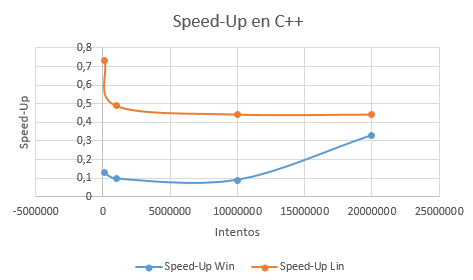 Speed-Up en C++
0,8
0,7
0,6
0,5
0,4
0,3
0,2
0,1
0
Speed-Up
-5000000 0 5000000 10000000 15000000 20000000 25000000
Intentos
Speed-Up Win Speed-Up Lin